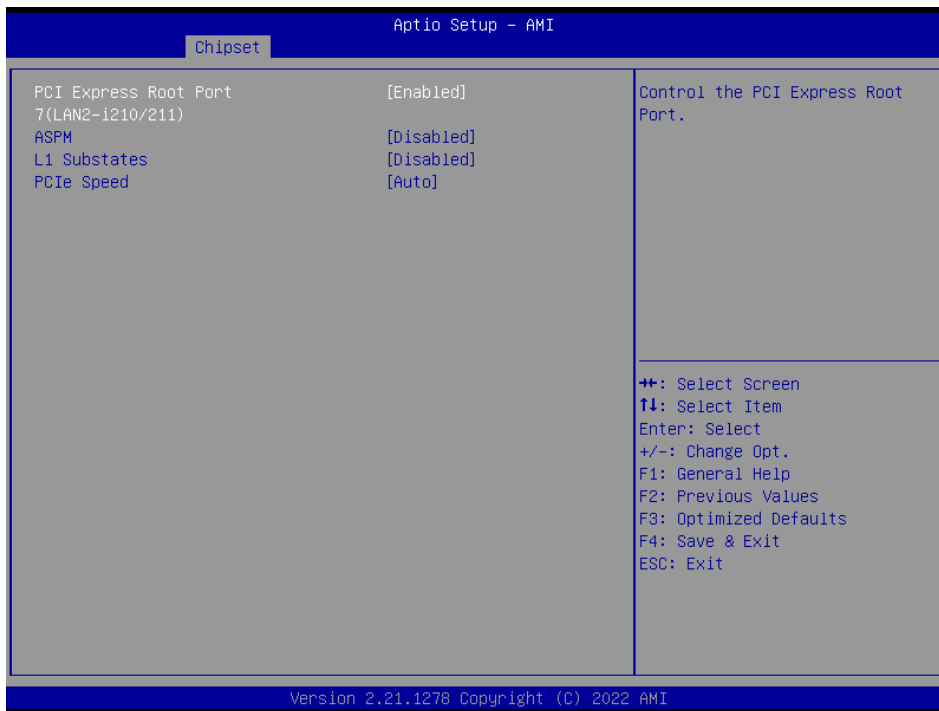 Aptio Setup - AMI
Chipset
PCI Express Root Port [Enabled]
7(LAN2-i210/211)
ASPM [Disabled]
L1 Substates [Disabled]
PCIe Speed [Auto]
Control the PCI Express Root
Port.
→←: Select Screen
↑↓: Select Item
Enter: Select
+/-: Change Opt.
F1: General Help
F2: Previous Values
F3: Optimized Defaults
F4: Save & Exit
ESC: Exit
Version 2.21.1278 Copyright (C) 2022 AMI